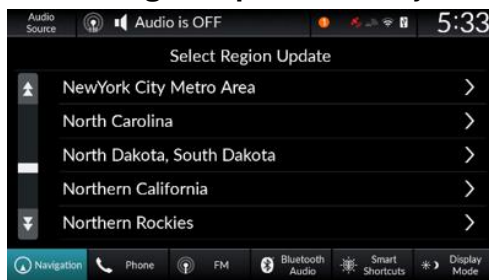 Audio
Source
Audio is OFF
5:33
Select Region Update
NewYork City Metro Area
North Carolina
North Dakota, South Dakota
Northern California
Northern Rockies
Navigation
Phone
FM
Bluetooth
Audio
Smart
Shortcuts
Display
Mode